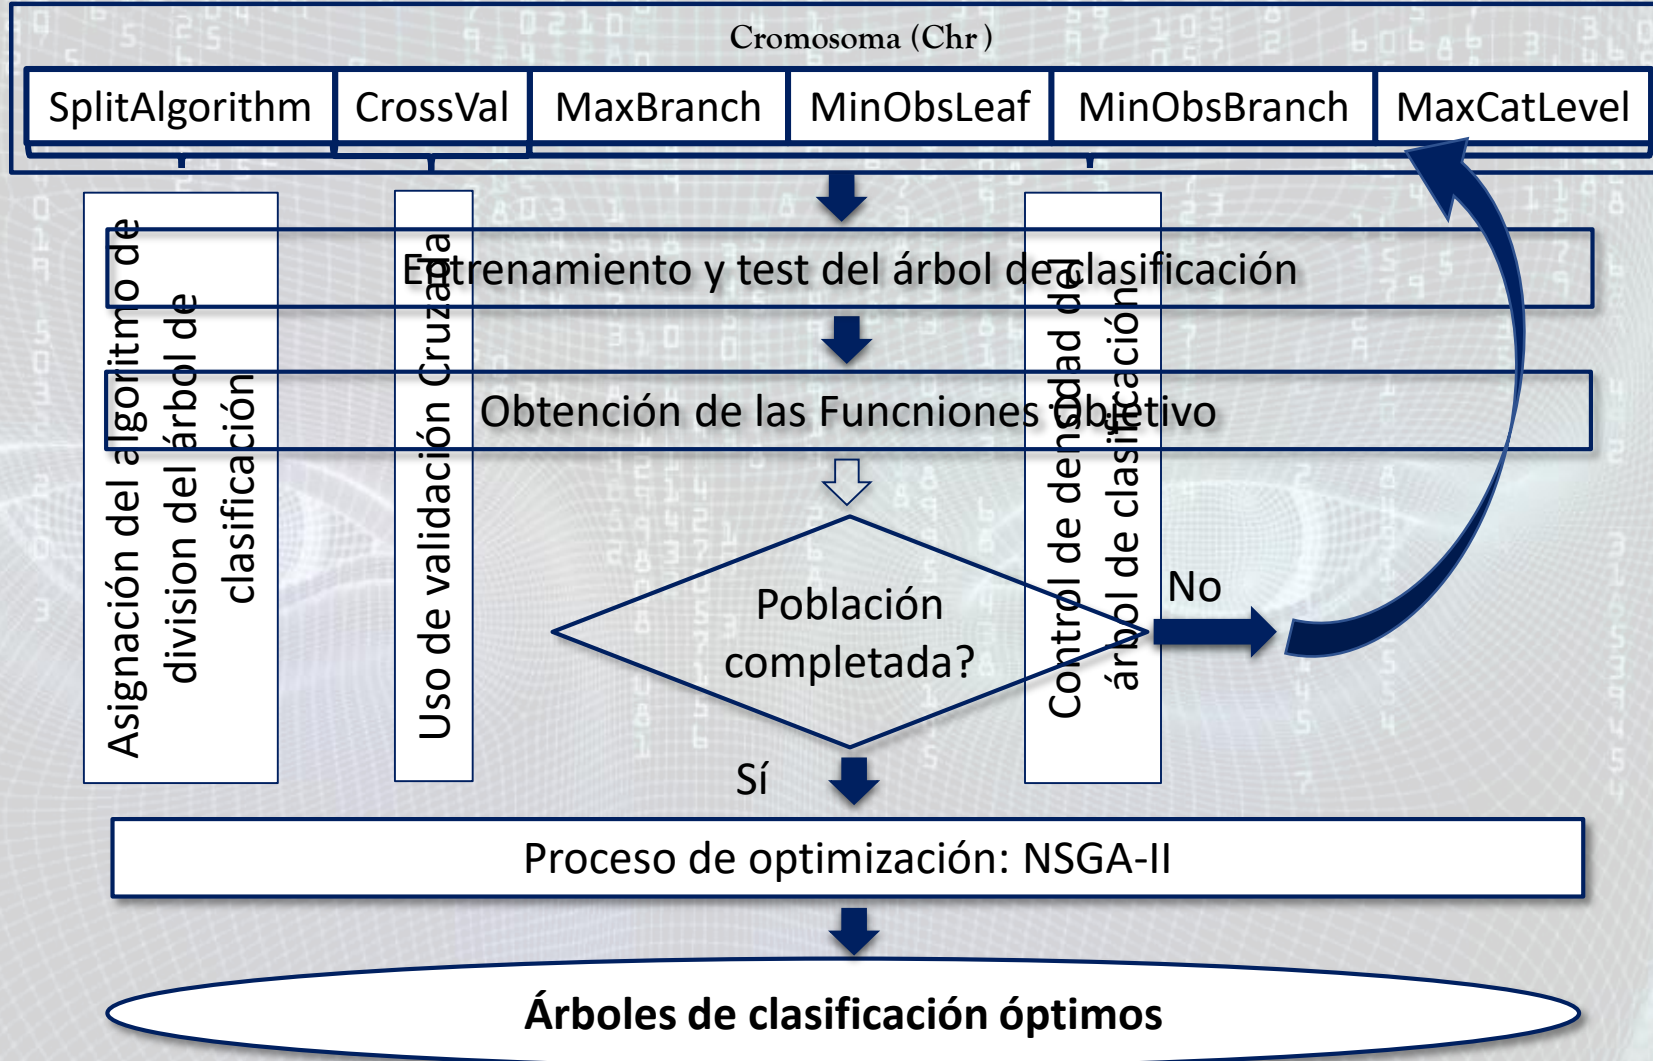 Cromosoma (Chr)
SplitAlgorithm
CrossVal
MaxBranch
MinObsLeaf
MinObsBranch
MaxCatLevel
Asignación del algoritmo de
division del árbol de
clasificación
Uso de validación Cruzada
Control de densidad del
árbol de clasificación
Entrenamiento y test del árbol de clasificación
Obtención de las Funcniones Objetivo
Población
completada?
No
Sí
Proceso de optimización: NSGA-II
Árboles de clasificación óptimos